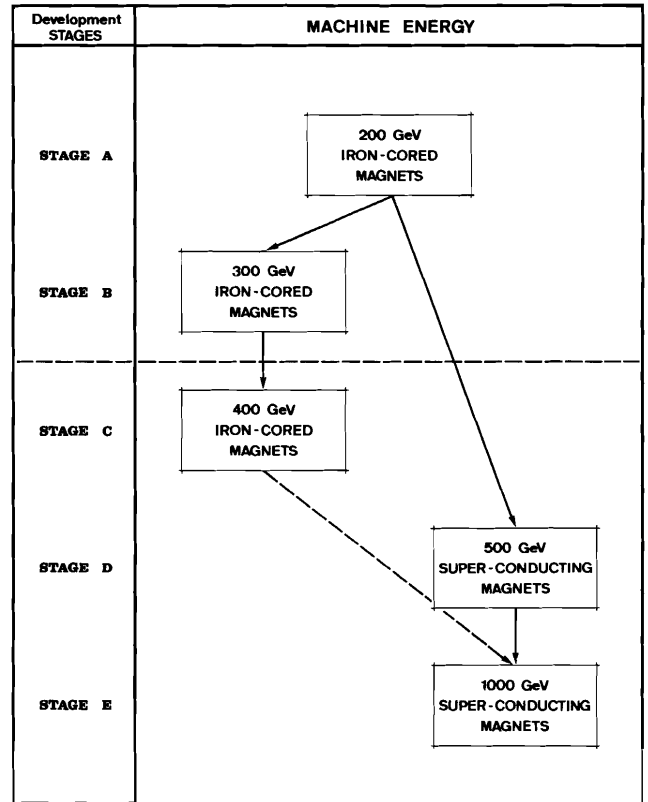 Development
STAGES
MACHINE ENERGY
STAGE A
200 GeV
IRON-CORED
MAGNETS
STAGE B
300 GeV
IRON-CORED
MAGNETS
STAGE C
400 GeV
IRON-CORED
MAGNETS
STAGE D
500 GeV
SUPER-CONDUCTING
MAGNETS
STAGE E
1000 GeV
SUPER-CONDUCTING
MAGNETS